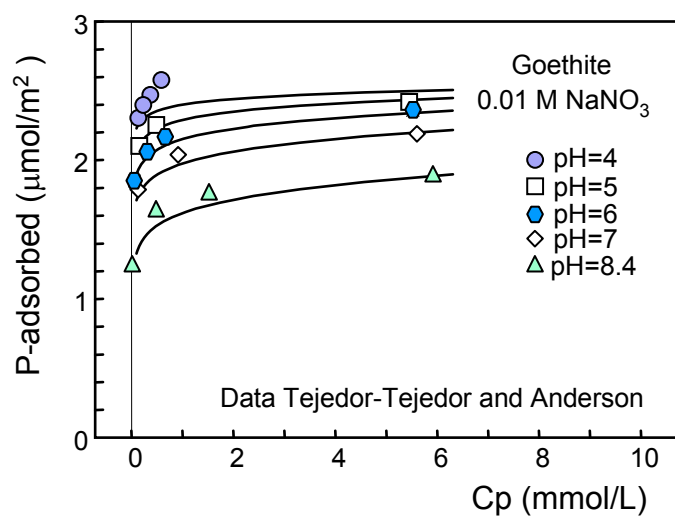 3
2
1
0
P-adsorbed (μmol/m²)
Goethite
0.01 M NaNO₃
pH=4
pH=5
pH=6
pH=7
pH=8.4
Data Tejedor-Tejedor and Anderson
0 2 4 6 8 10
Cp (mmol/L)